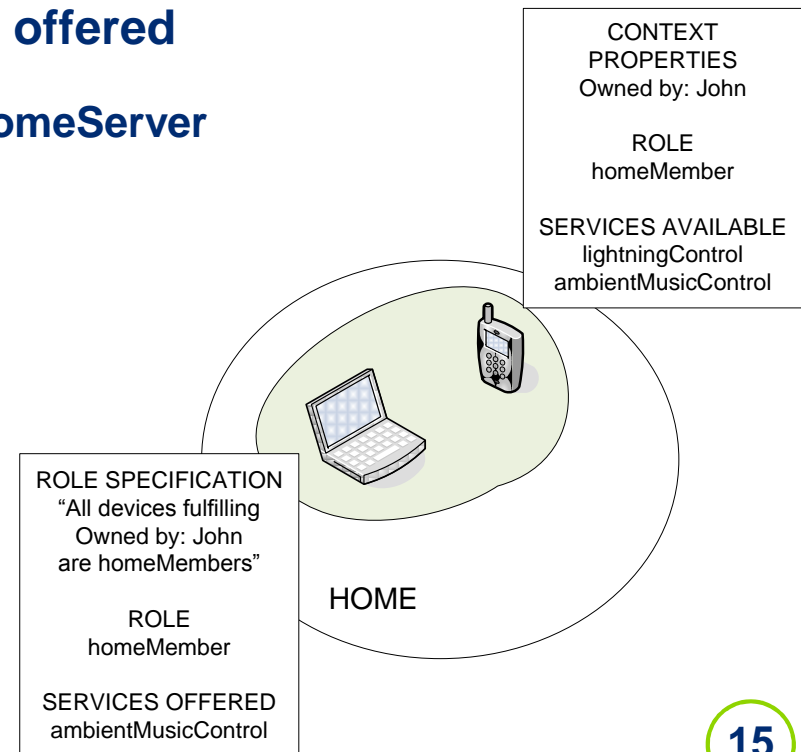 offered
omeServer
CONTEXT
PROPERTIES
Owned by: John
ROLE
homeMember
SERVICES AVAILABLE
lightningControl
ambientMusicControl
ROLE SPECIFICATION
“All devices fulfilling
Owned by: John
are homeMembers”
ROLE
homeMember
SERVICES OFFERED
ambientMusicControl
HOME
15